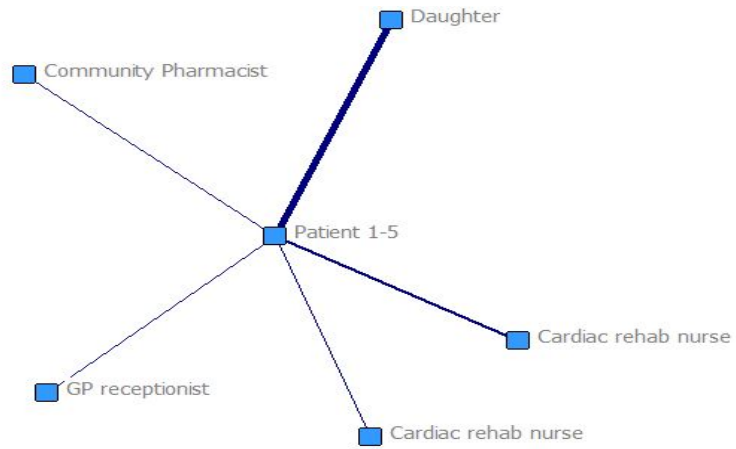 Daughter
Community Pharmacist
Patient 1-5
Cardiac rehab nurse
GP receptionist
Cardiac rehab nurse